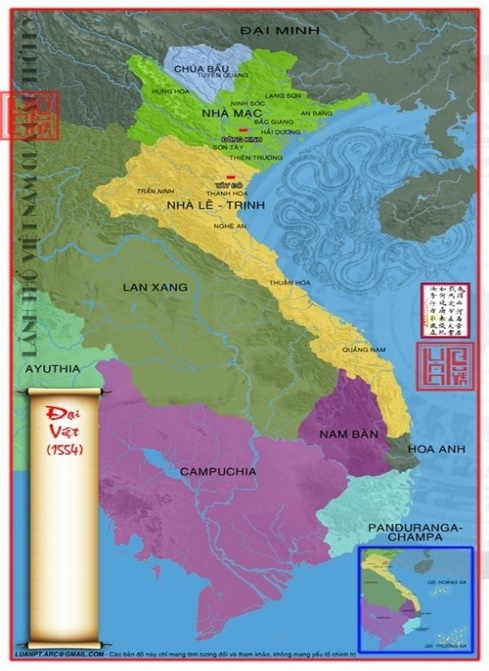 ĐẠI MINH
CHÚA BẦU
TUYÊN QUANG
HƯNG HÓA
LẠNG SƠN
NINH SÓC
AN BANG
NHÀ MẠC
BẮC GIANG
HẢI DƯƠNG
ĐÔNG KINH
SƠN TÂY
THIÊN TRƯỜNG
TÂY ĐÔ
TRẤN NINH
THANH HÓA
NHÀ LÊ - TRỊNH
NGHỆ AN
LÃNH THỔ VIỆT NAM QUA
LAN XANG
THUẬN HÓA
QUẢNG NAM
AYUTHIA
Đại
Việt
(1554)
NAM BÀN
HOA ANH
CAMPUCHIA
PANDURANGA-
CHAMPA
QĐ. HOÀNG SA
QĐ. TRƯỜNG SA
LUANPT.ARC@GMAIL.COM - Các bản đồ này chỉ mang tính tương đối và tham khảo, không mang yếu tố chính trị